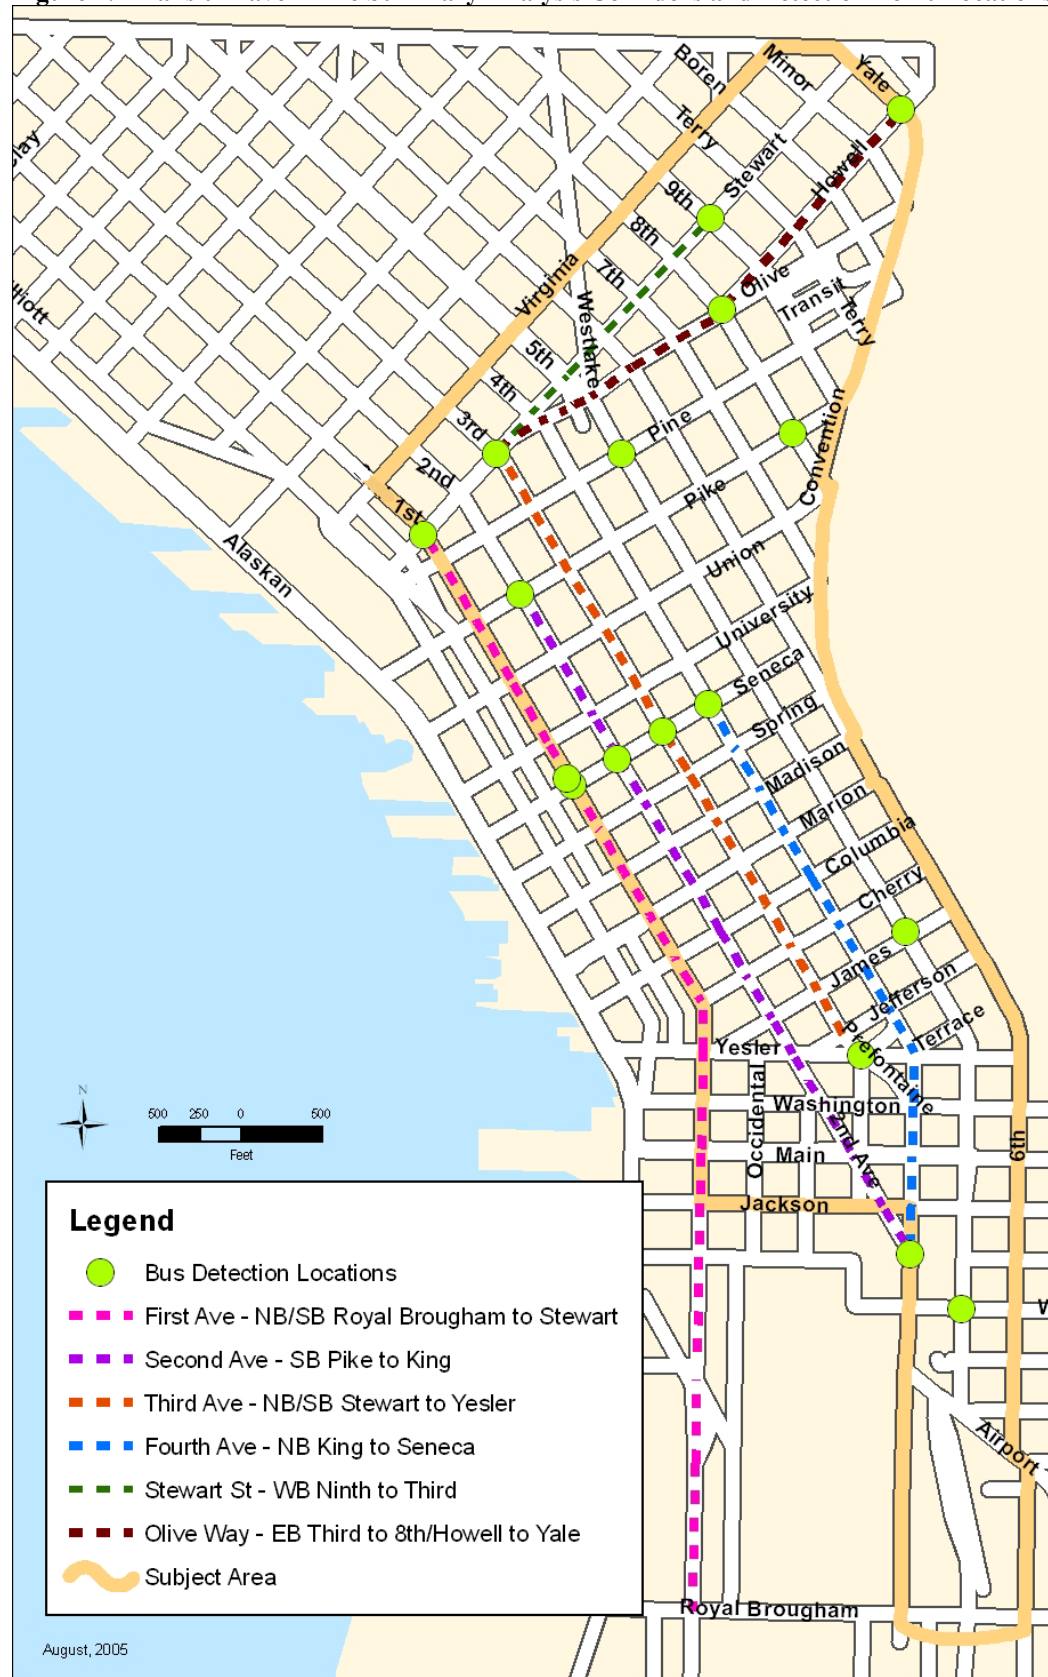 Boren
Minor
Yale
Terry
Stewart
Howell
9th
8th
7th
Virginia
Westlake
Olive
Transit
Terry
5th
4th
3rd
2nd
1st
Pine
Pike
Convention
Union
University
Alaskan
Seneca
Spring
Madison
Marion
Columbia
Cherry
James
Jefferson
Terrace
Prefontaine
Yesler
Occidental
Washington
2nd Ave
Main
6th
Jackson
Airport
Royal Brougham
N
500 250 0 500
Feet
Legend
Bus Detection Locations
First Ave - NB/SB Royal Brougham to Stewart
Second Ave - SB Pike to King
Third Ave - NB/SB Stewart to Yesler
Fourth Ave - NB King to Seneca
Stewart St - WB Ninth to Third
Olive Way - EB Third to 8th/Howell to Yale
Subject Area
August, 2005